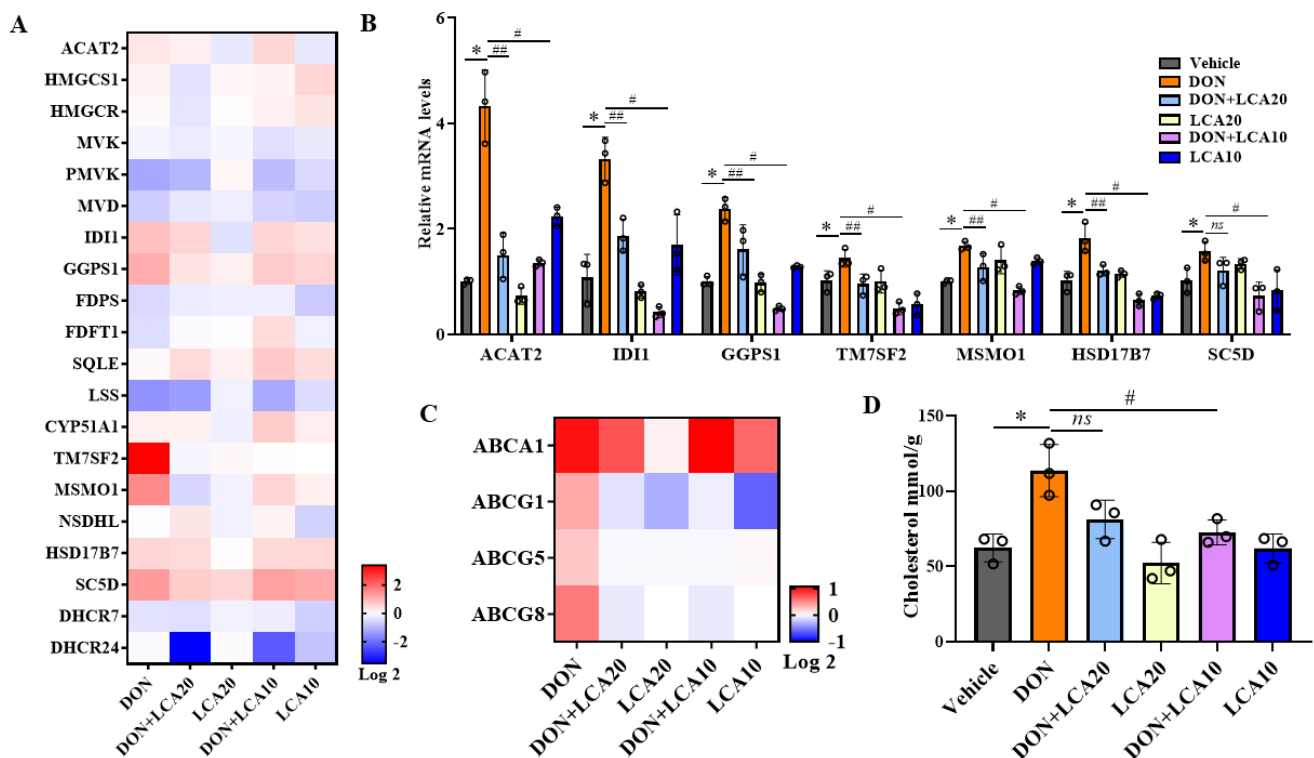 A
ACAT2
HMGCS1
HMGCR
MVK
PMVK
MVD
IDI1
GGPS1
FDPS
FDFT1
SQLE
LSS
CYP51A1
TM7SF2
MSMO1
NSDHL
HSD17B7
SC5D
DHCR7
DHCR24
DON
DON+LCA20
LCA20
DON+LCA10
LCA10
2
0
-2
Log 2
B
Relative mRNA levels
6
4
2
0
* ## #
* ## #
* ## #
* ## #
* ## #
* ## #
* ns #
ACAT2 IDI1 GGPS1 TM7SF2 MSMO1 HSD17B7 SC5D
Vehicle
DON
DON+LCA20
LCA20
DON+LCA10
LCA10
C
ABCA1
ABCG1
ABCG5
ABCG8
DON
DON+LCA20
LCA20
DON+LCA10
LCA10
1
0
-1
Log 2
D
Cholesterol mmol/g
150
100
50
0
* ns #
Vehicle
DON
DON+LCA20
LCA20
DON+LCA10
LCA10